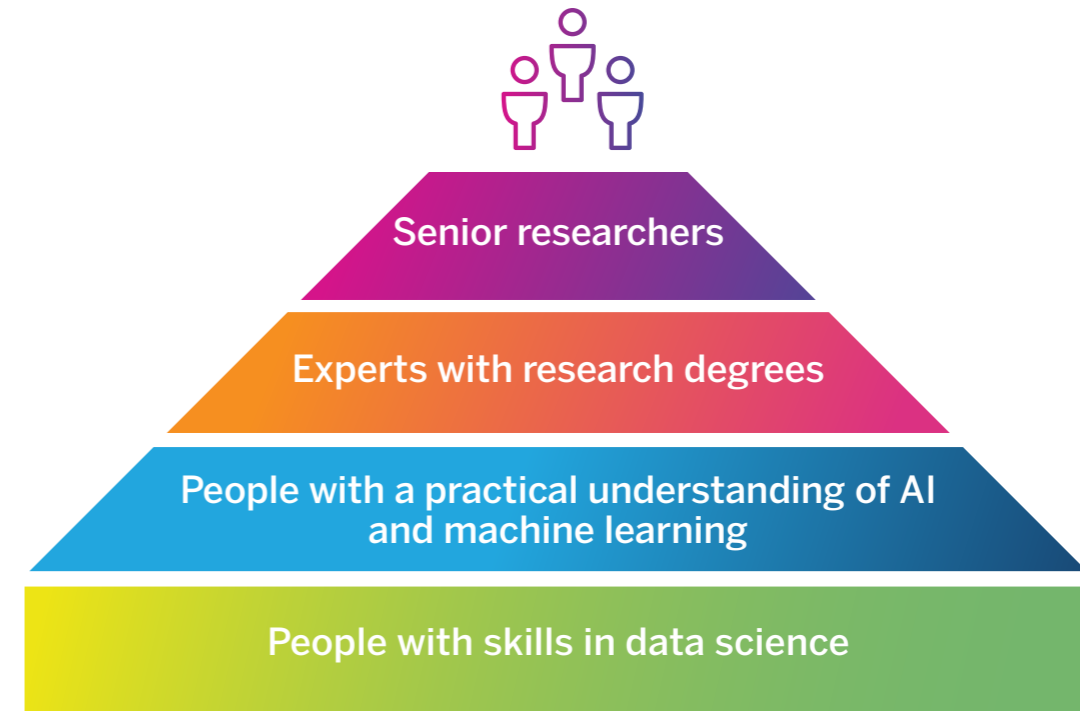 Senior researchers
Experts with research degrees
People with a practical understanding of AI
and machine learning
People with skills in data science